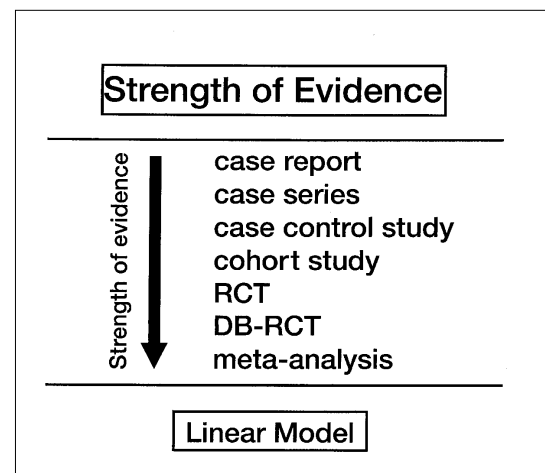 Strength of Evidence
Strength of evidence
case report
case series
case control study
cohort study
RCT
DB-RCT
meta-analysis
Linear Model